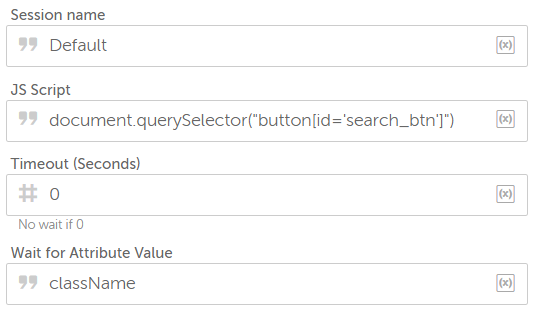 Session name
Default
(x)
JS Script
document.querySelector("button[id='search_btn']")
(x)
Timeout (Seconds)
0
(x)
No wait if 0
Wait for Attribute Value
className
(x)